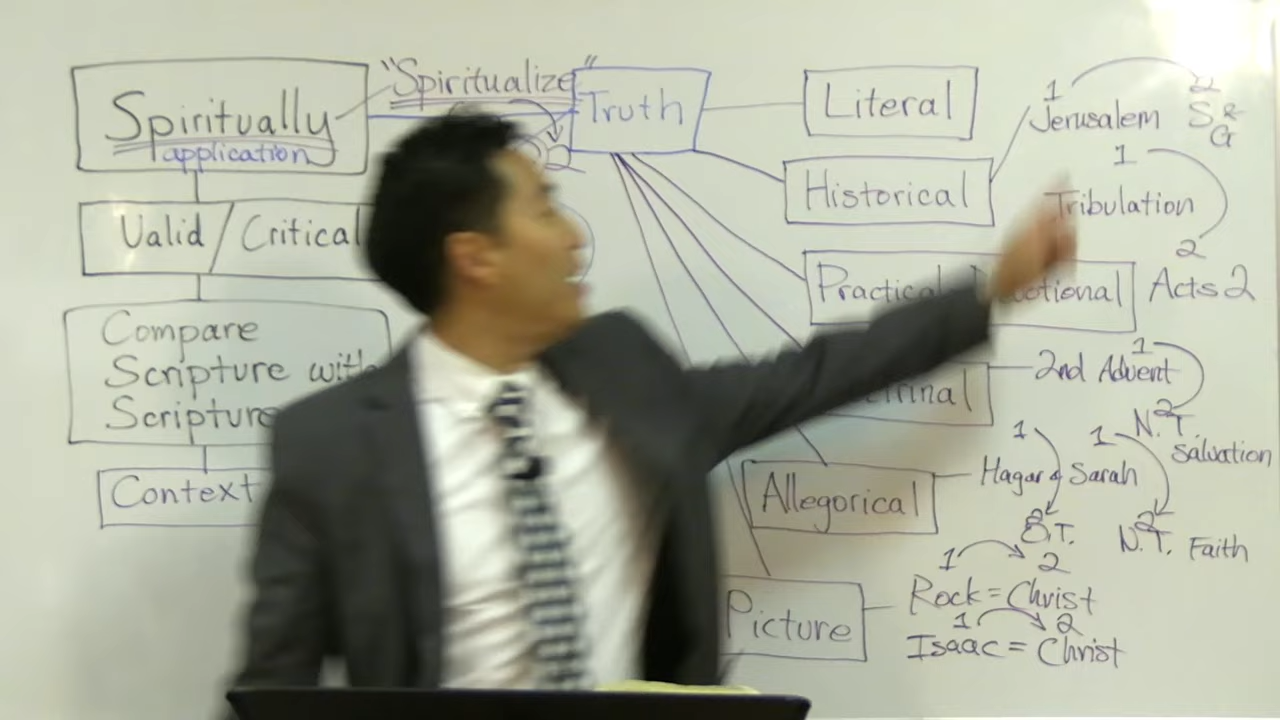 Spiritually
application
Valid / Critical
Compare
Scripture with
Scripture
Context
"Spiritualize"
Truth
2
Literal
Historical
Practical
Allegorical
Picture
1 2
Jerusalem S & G
1
Tribulation
2
Acts 2
1
2nd Advent
2
N.T. Salvation
1 1
Hagar & Sarah
2 2
O.T. N.T. Faith
1 2
Rock = Christ
1 2
Isaac = Christ